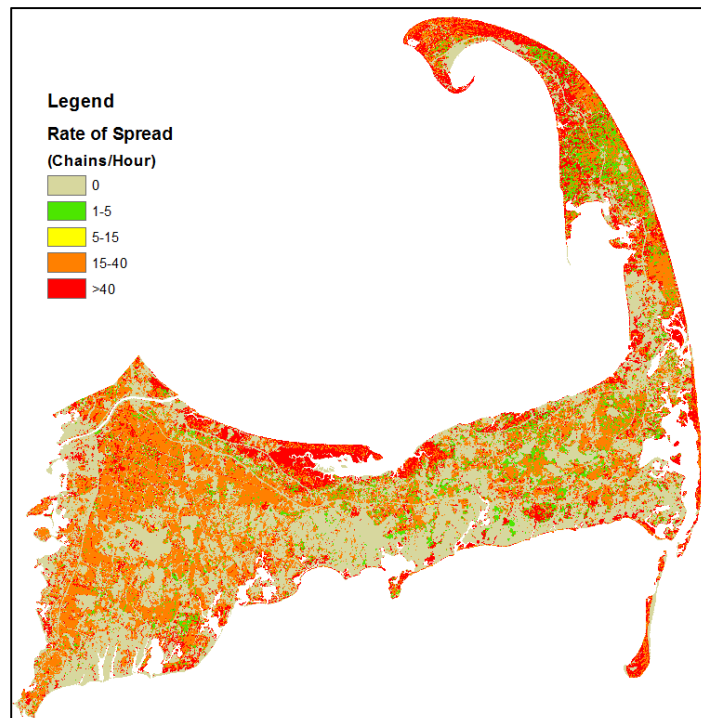 Legend
Rate of Spread
(Chains/Hour)
0
1-5
5-15
15-40
>40